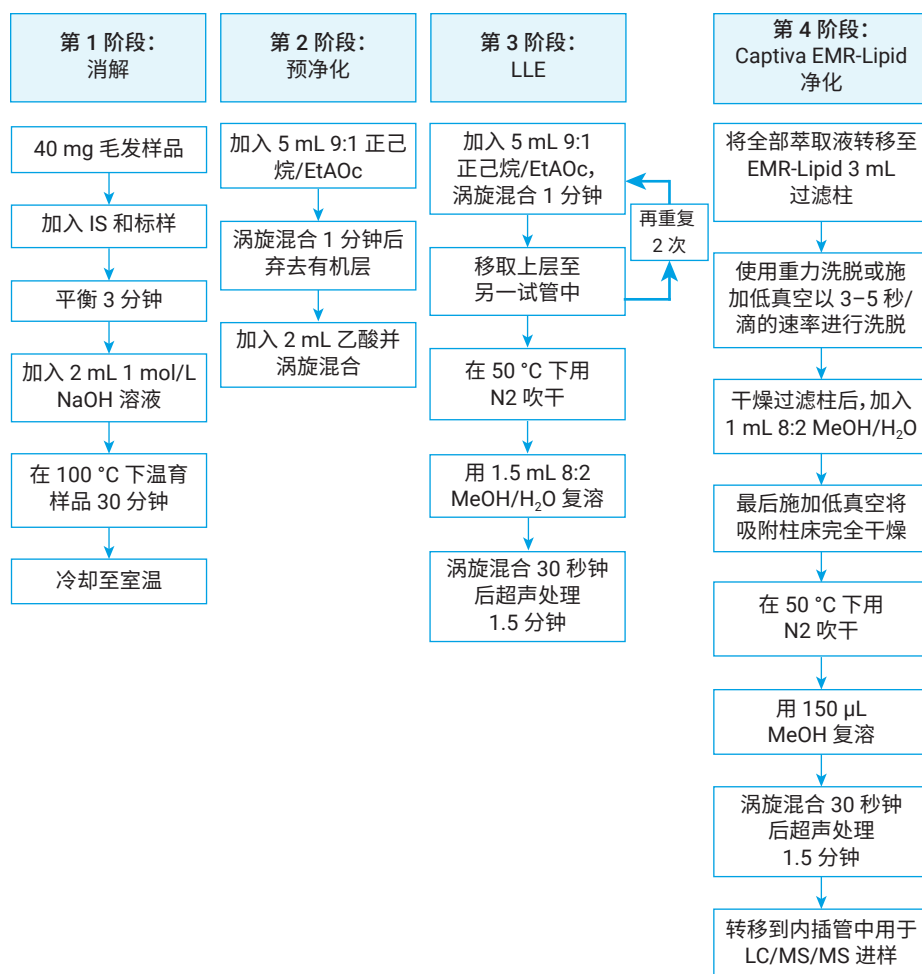 第 1 阶段：
消解
40 mg 毛发样品
加入 IS 和标样
平衡 3 分钟
加入 2 mL 1 mol/L
NaOH 溶液
在 100 °C 下温育
样品 30 分钟
冷却至室温
第 2 阶段：
预净化
加入 5 mL 9:1 正己
烷/EtAOc
涡旋混合 1 分钟后
弃去有机层
加入 2 mL 乙酸并
涡旋混合
第 3 阶段：
LLE
加入 5 mL 9:1
正己烷/EtAOc，
涡旋混合 1 分钟
再重复
2 次
移取上层至
另一试管中
在 50 °C 下用
N2 吹干
用 1.5 mL 8:2
MeOH/H₂O 复溶
涡旋混合 30 秒钟
后超声处理
1.5 分钟
第 4 阶段：
Captiva EMR-Lipid
净化
将全部萃取液转移至
EMR-Lipid 3 mL
过滤柱
使用重力洗脱或施
加低真空以 3–5 秒/
滴的速率进行洗脱
干燥过滤柱后，加入
1 mL 8:2 MeOH/H₂O
最后施加低真空将
吸附柱床完全干燥
在 50 °C 下用
N2 吹干
用 150 µL
MeOH 复溶
涡旋混合 30 秒钟
后超声处理
1.5 分钟
转移到内插管中用于
LC/MS/MS 进样